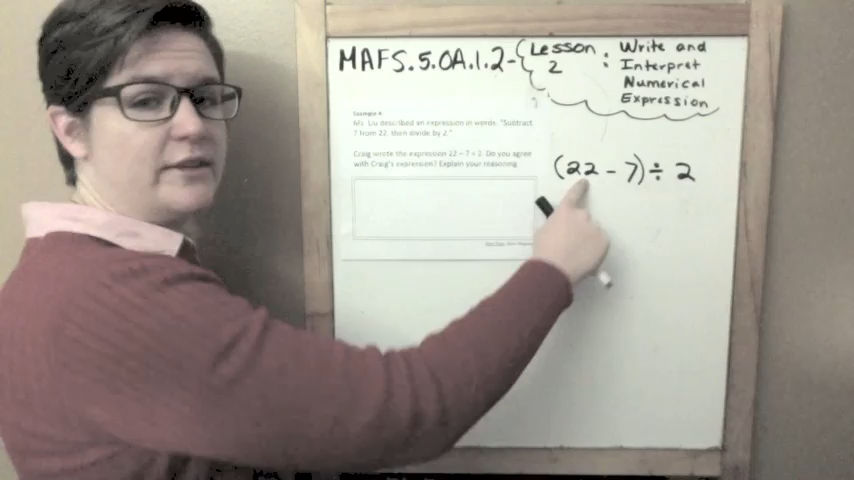 MAFS.5.OA.1.2-
Lesson 2 :
Write and
Interpret
Numerical
Expression
Example 4
Ms. Liu described an expression in words. "Subtract
7 from 22, then divide by 2."
Craig wrote the expression 22 – 7 ÷ 2. Do you agree
with Craig's expression? Explain your reasoning
(22 - 7) ÷ 2